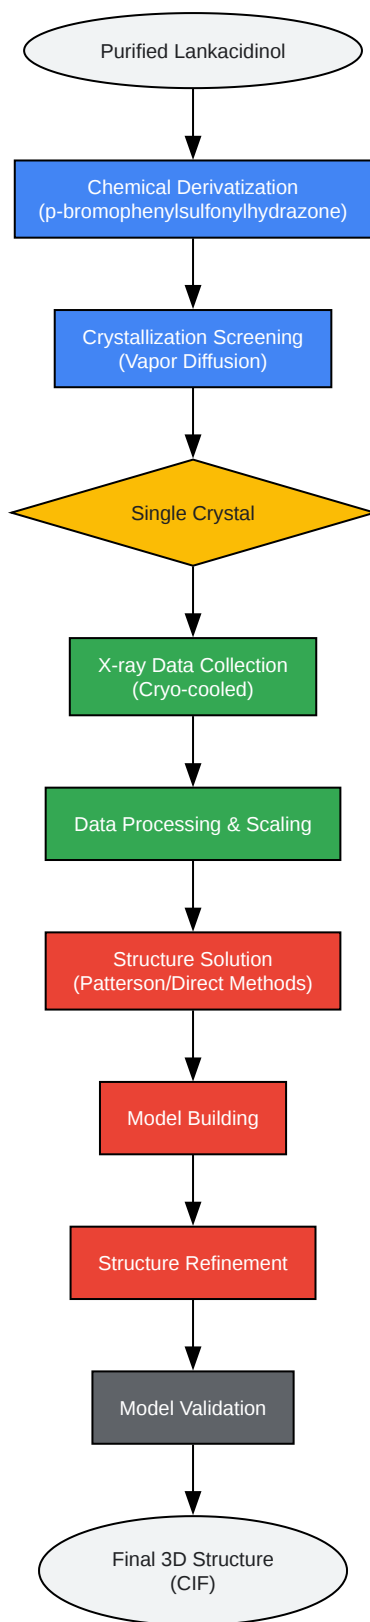 Purified Lankacidinol
Chemical Derivatization
(p-bromophenylsulfonylhydrazone)
Crystallization Screening
(Vapor Diffusion)
Single Crystal
X-ray Data Collection
(Cryo-cooled)
Data Processing & Scaling
Structure Solution
(Patterson/Direct Methods)
Model Building
Structure Refinement
Model Validation
Final 3D Structure
(CIF)